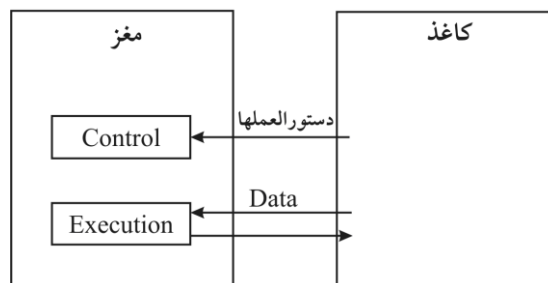 مغز
کاغذ
دستورالعملها
Control
Data
Execution